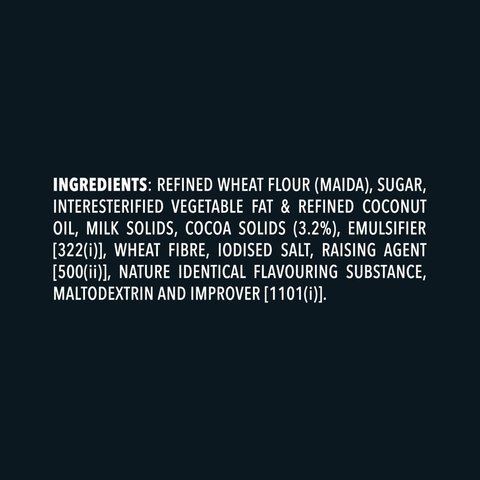 INGREDIENTS: REFINED WHEAT FLOUR (MAIDA), SUGAR,
INTERESTERIFIED VEGETABLE FAT & REFINED COCONUT
OIL, MILK SOLIDS, COCOA SOLIDS (3.2%), EMULSIFIER
[322(i)], WHEAT FIBRE, IODISED SALT, RAISING AGENT
[500(ii)], NATURE IDENTICAL FLAVOURING SUBSTANCE,
MALTODEXTRIN AND IMPROVER [1101(i)].